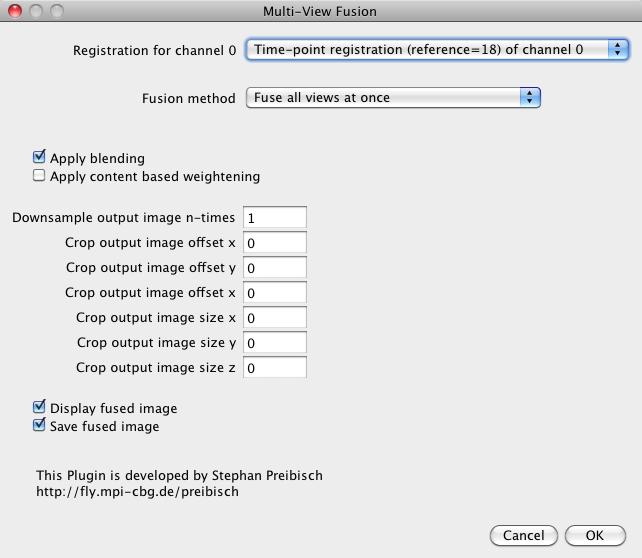 Multi-View Fusion
Registration for channel 0 Time-point registration (reference=18) of channel 0
Fusion method Fuse all views at once
Apply blending
Apply content based weightening
Downsample output image n-times 1
Crop output image offset x 0
Crop output image offset y 0
Crop output image offset x 0
Crop output image size x 0
Crop output image size y 0
Crop output image size z 0
Display fused image
Save fused image
This Plugin is developed by Stephan Preibisch
http://fly.mpi-cbg.de/preibisch
Cancel OK